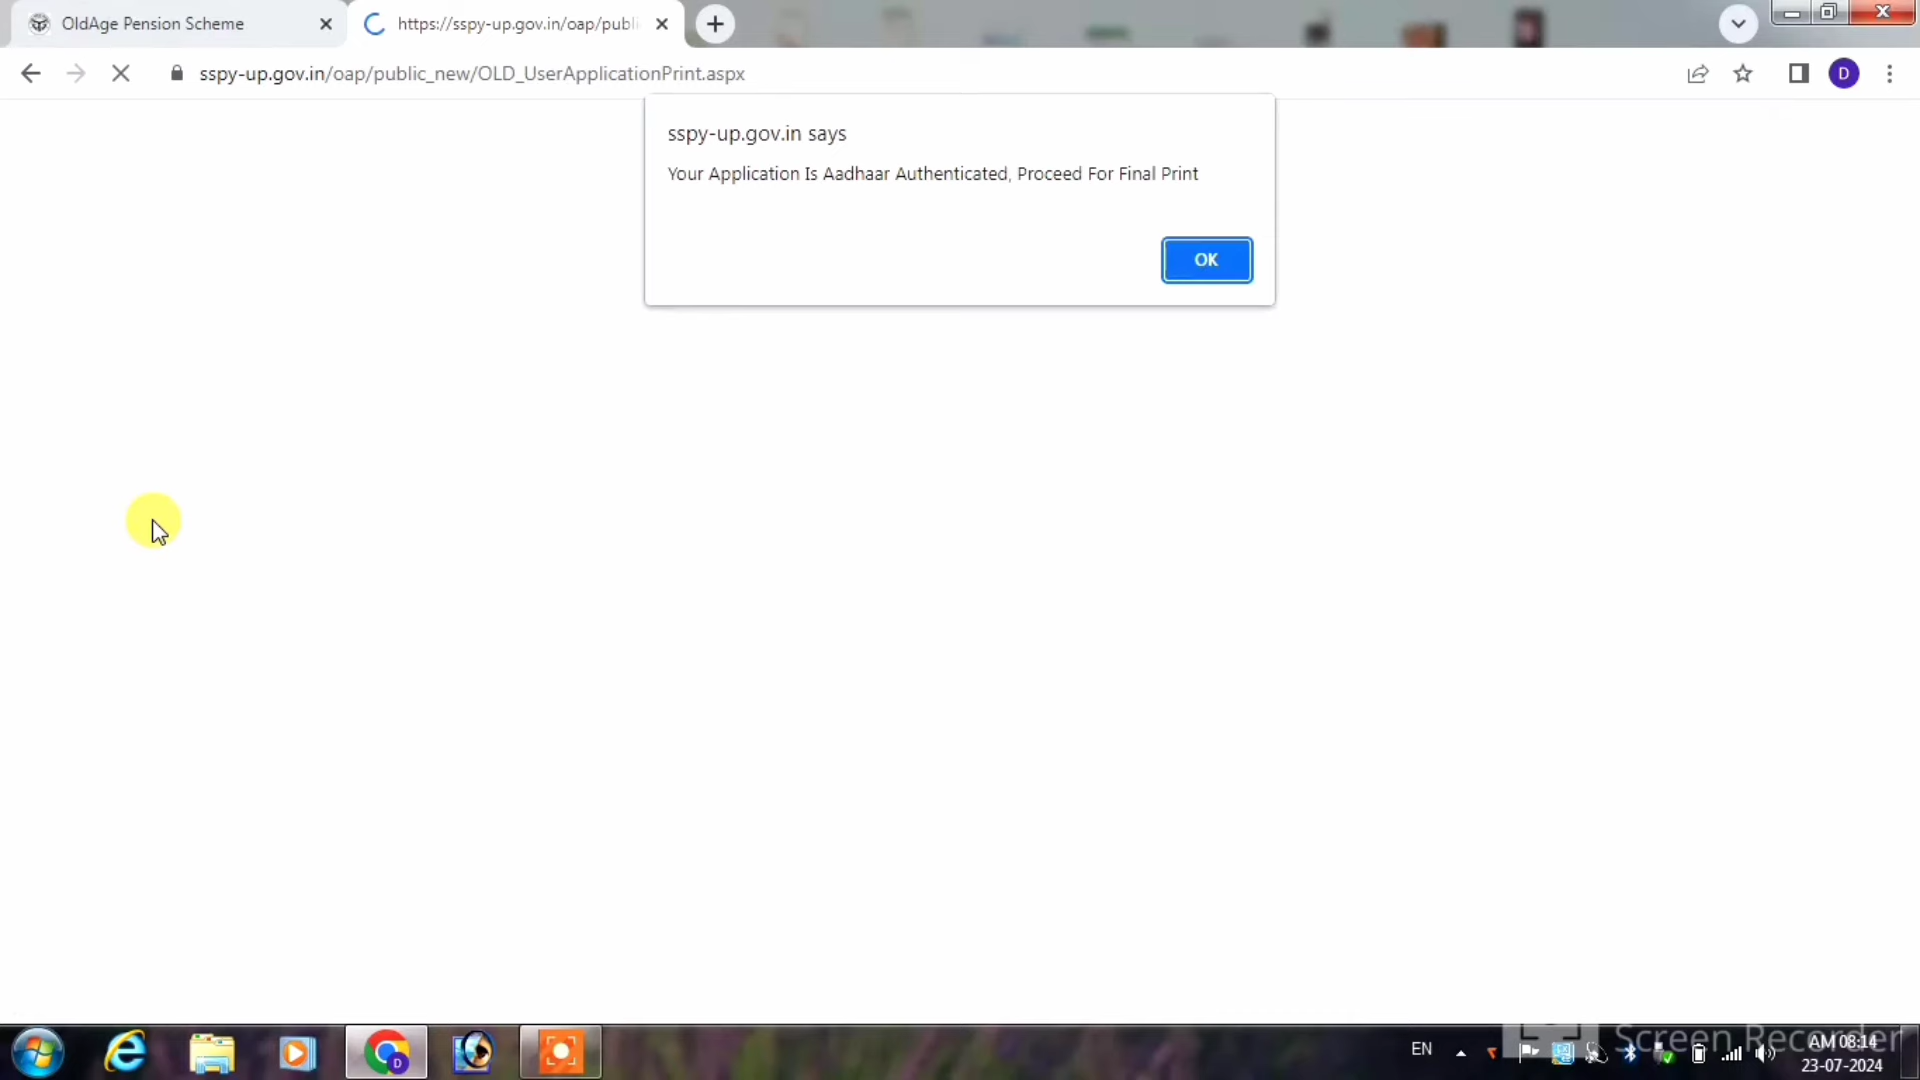 OldAge Pension Scheme
https://sspy-up.gov.in/oap/publi
sspy-up.gov.in/oap/public_new/OLD_UserApplicationPrint.aspx
D
sspy-up.gov.in says
Your Application Is Aadhaar Authenticated, Proceed For Final Print
OK
D
EN
Screen Recorder
AM 08:14
23-07-2024